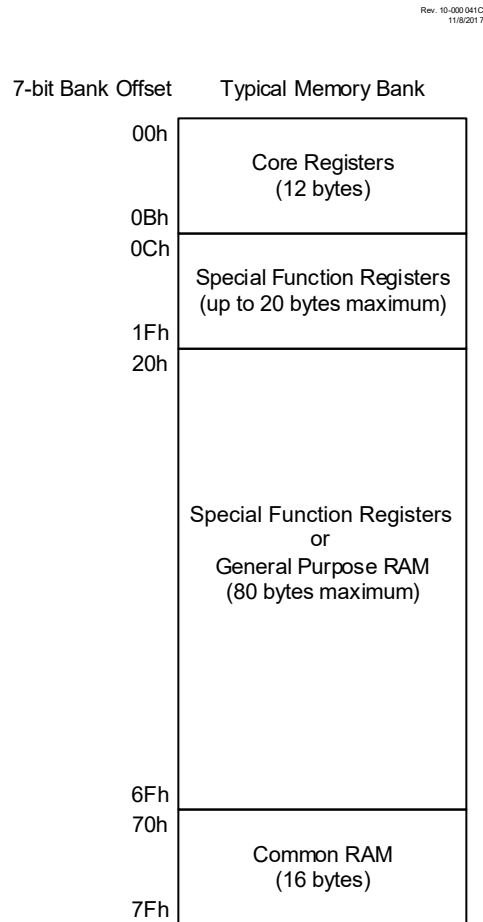 Rev. 10-000041C
11/8/2017
7-bit Bank Offset
Typical Memory Bank
00h
Core Registers
(12 bytes)
0Bh
0Ch
Special Function Registers
(up to 20 bytes maximum)
1Fh
20h
Special Function Registers
or
General Purpose RAM
(80 bytes maximum)
6Fh
70h
Common RAM
(16 bytes)
7Fh